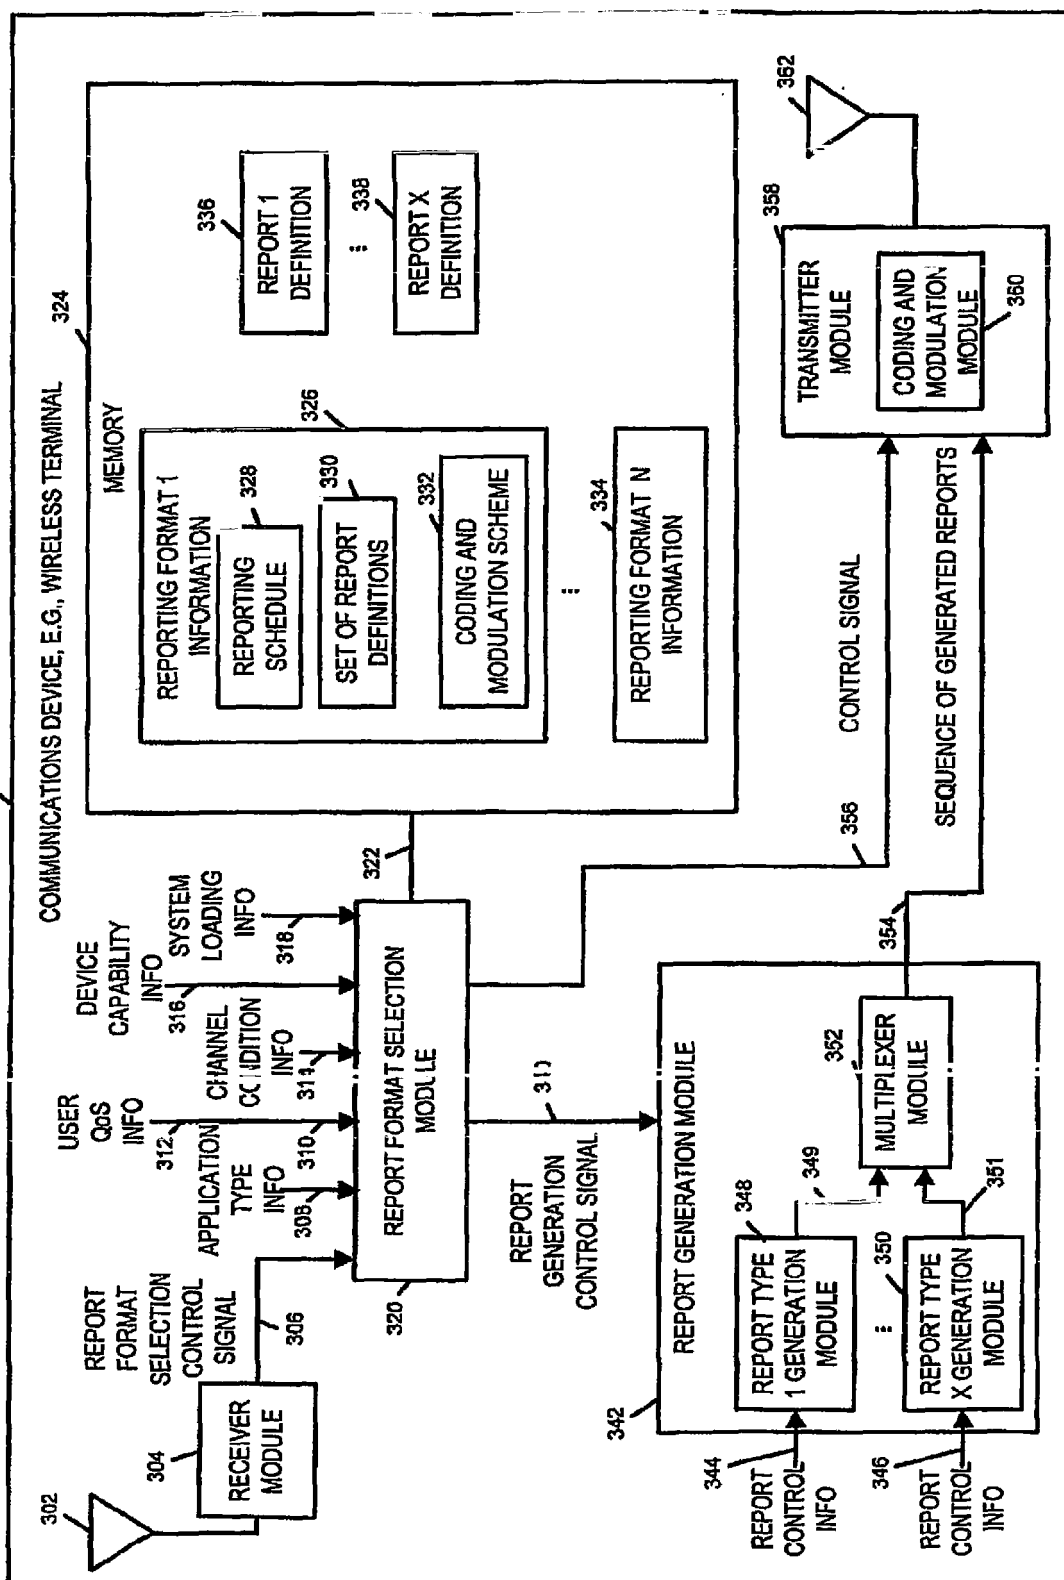 COMMUNICATIONS DEVICE, E.G., WIRELESS TERMINAL
302
304
RECEIVER
MODULE
REPORT
FORMAT
SELECTION
CONTROL
SIGNAL
306
APPLICATION
TYPE
INFO
308
310
USER
QoS
INFO
312
CHANNEL
CONDITION
INFO
314
DEVICE
CAPABILITY
INFO
316
SYSTEM
LOADING
INFO
318
REPORT FORMAT SELECTION
MODULE
320
322
324
MEMORY
REPORTING FORMAT 1
INFORMATION
326
REPORTING
SCHEDULE
328
SET OF REPORT
DEFINITIONS
330
CODING AND
MODULATION SCHEME
332
...
REPORTING FORMAT N
INFORMATION
334
REPORT 1
DEFINITION
336
...
REPORT X
DEFINITION
338
REPORT
GENERATION
CONTROL SIGNAL
REPORT GENERATION MODULE
342
REPORT
CONTROL
INFO
344
REPORT TYPE
1 GENERATION
MODULE
348
349
...
REPORT
CONTROL
INFO
346
REPORT TYPE
X GENERATION
MODULE
350
351
MULTIPLEXER
MODULE
352
354
SEQUENCE OF GENERATED REPORTS
356
CONTROL SIGNAL
TRANSMITTER
MODULE
358
CODING AND
MODULATION
MODULE
360
362